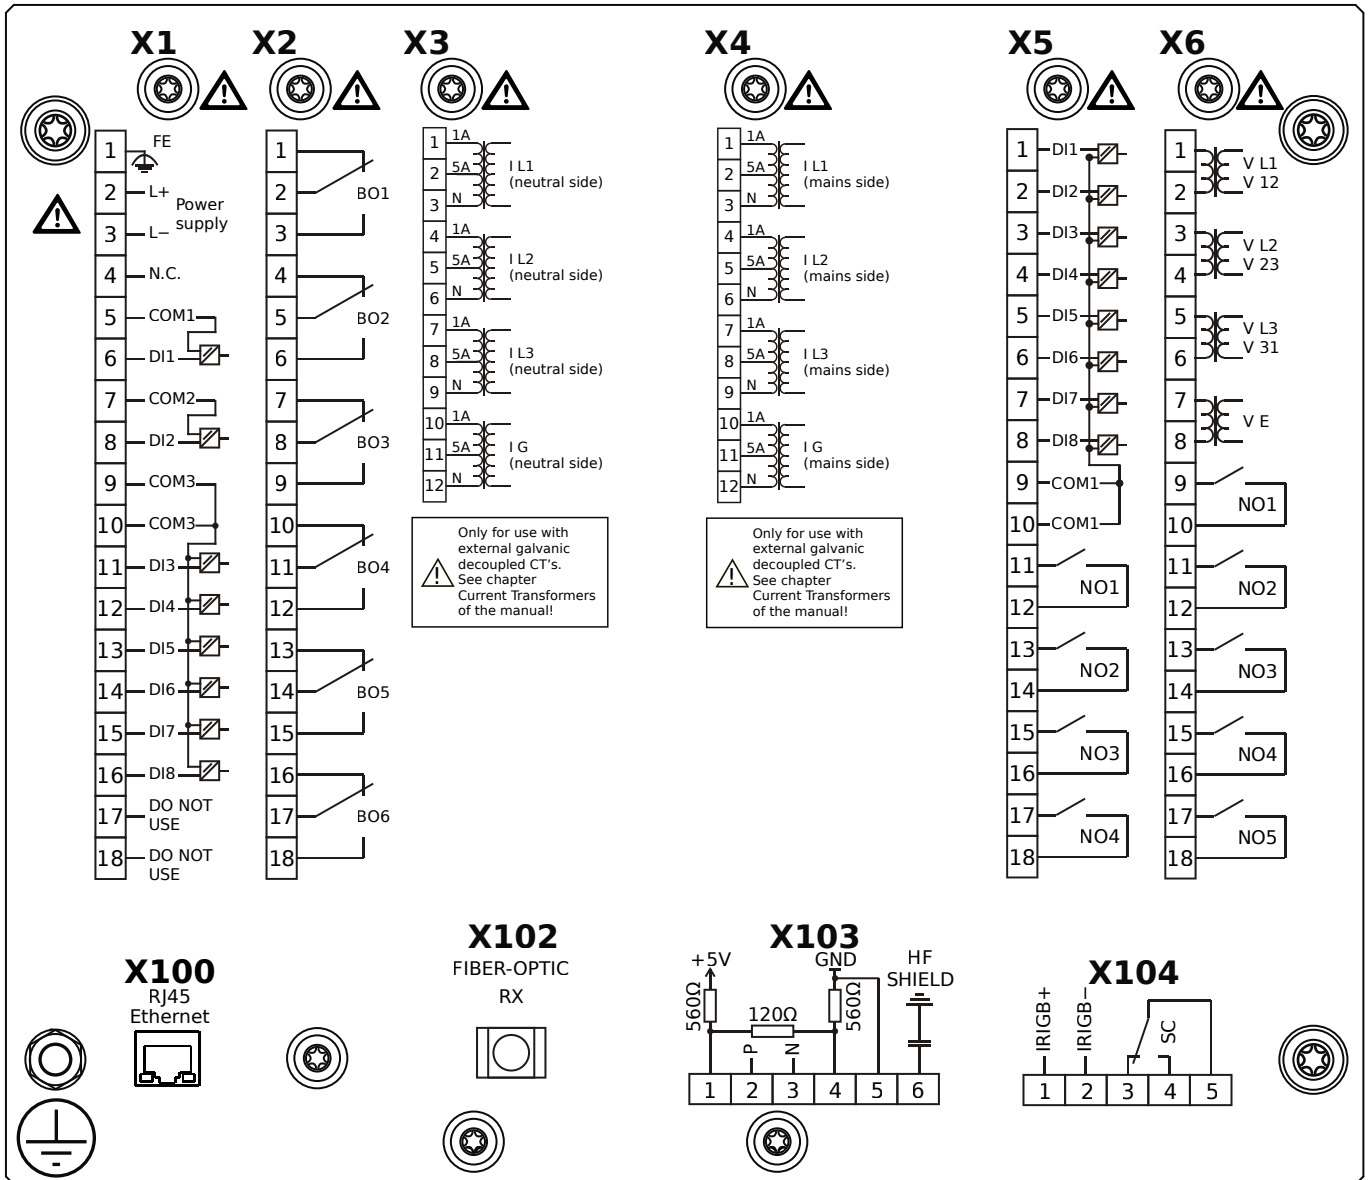 X1
X2
X3
X4
X5
X6
1
FE
2
L+
Power
supply
3
L−
4
N.C.
5
COM1
6
DI1
7
COM2
8
DI2
9
COM3
10
COM3
11
DI3
12
DI4
13
DI5
14
DI6
15
DI7
16
DI8
17
DO NOT
USE
18
DO NOT
USE
1
2
BO1
3
4
5
BO2
6
7
8
BO3
9
10
11
BO4
12
13
14
BO5
15
16
17
BO6
18
1
1A
2
5A
I L1
(neutral side)
3
N
4
1A
5
5A
I L2
(neutral side)
6
N
7
1A
8
5A
I L3
(neutral side)
9
N
10
1A
11
5A
I G
(neutral side)
12
N
Only for use with
external galvanic
decoupled CT's.
See chapter
Current Transformers
of the manual!
1
1A
2
5A
I L1
(mains side)
3
N
4
1A
5
5A
I L2
(mains side)
6
N
7
1A
8
5A
I L3
(mains side)
9
N
10
1A
11
5A
I G
(mains side)
12
N
Only for use with
external galvanic
decoupled CT's.
See chapter
Current Transformers
of the manual!
1
DI1
2
DI2
3
DI3
4
DI4
5
DI5
6
DI6
7
DI7
8
DI8
9
COM1
10
COM1
11
NO1
12
13
NO2
14
15
NO3
16
17
NO4
18
1
V L1
V 12
2
3
V L2
V 23
4
5
V L3
V 31
6
7
V E
8
9
NO1
10
11
NO2
12
13
NO3
14
15
NO4
16
17
NO5
18
X100
RJ45
Ethernet
X102
FIBER-OPTIC
RX
X103
+5V
GND
HF
SHIELD
560Ω
120Ω
560Ω
P
N
1 2 3 4 5 6
X104
IRIGB+
IRIGB−
SC
1 2 3 4 5